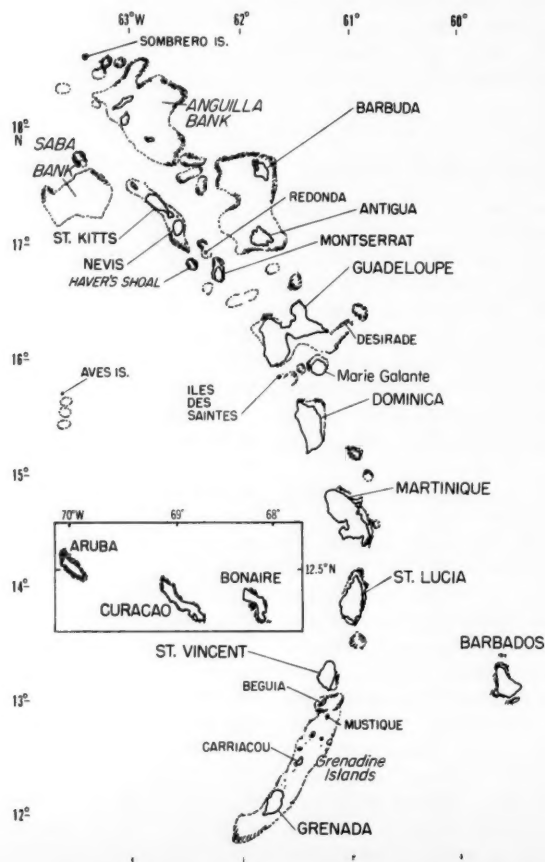 63°W
62°
61°
60°
SOMBRERO IS.
ANGUILLA
BANK
BARBUDA
18°
N
SABA
BANK
REDONDA
ANTIGUA
ST. KITTS
17°
MONTSERRAT
NEVIS
HAVER'S SHOAL
GUADELOUPE
DESIRADE
16°
AVES IS.
ILES
DES
SAINTES
Marie Galante
DOMINICA
15°
MARTINIQUE
70°W
69°
68°
ARUBA
12.5°N
BONAIRE
CURACAO
14°
ST. LUCIA
ST. VINCENT
BARBADOS
BEGUIA
13°
MUSTIQUE
CARRIACOU
Grenadine
Islands
12°
GRENADA